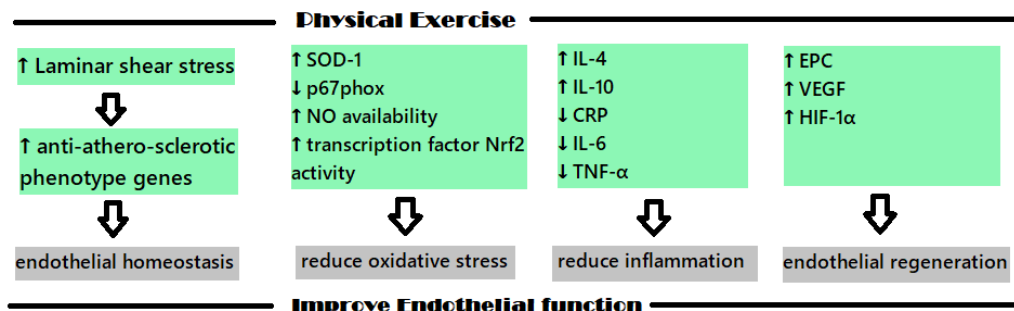 Physical Exercise
↑ Laminar shear stress
↑ anti-athero-sclerotic
phenotype genes
endothelial homeostasis
↑ SOD-1
↓ p67phox
↑ NO availability
↑ transcription factor Nrf2
activity
reduce oxidative stress
↑ IL-4
↑ IL-10
↓ CRP
↓ IL-6
↓ TNF-α
reduce inflammation
↑ EPC
↑ VEGF
↑ HIF-1α
endothelial regeneration
Improve Endothelial function